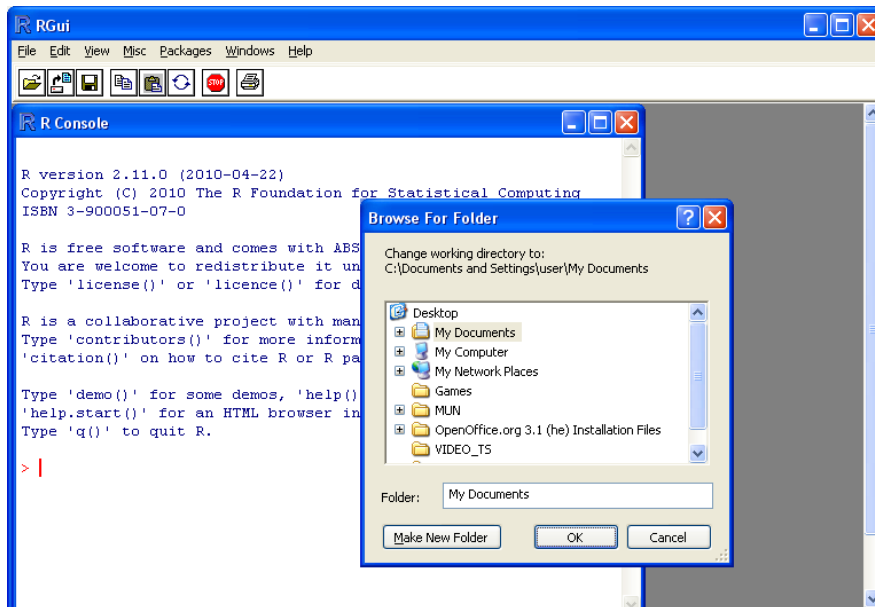 RGui
File Edit View Misc Packages Windows Help
STOP
R Console
R version 2.11.0 (2010-04-22)
Copyright (C) 2010 The R Foundation for Statistical Computing
ISBN 3-900051-07-0
R is free software and comes with ABS
You are welcome to redistribute it un
Type 'license()' or 'licence()' for d
R is a collaborative project with man
Type 'contributors()' for more inform
'citation()' on how to cite R or R pa
Type 'demo()' for some demos, 'help()
'help.start()' for an HTML browser in
Type 'q()' to quit R.
>
Browse For Folder
Change working directory to:
C:\Documents and Settings\user\My Documents
Desktop
My Documents
My Computer
My Network Places
Games
MUN
OpenOffice.org 3.1 (he) Installation Files
VIDEO_TS
Folder: My Documents
Make New Folder OK Cancel